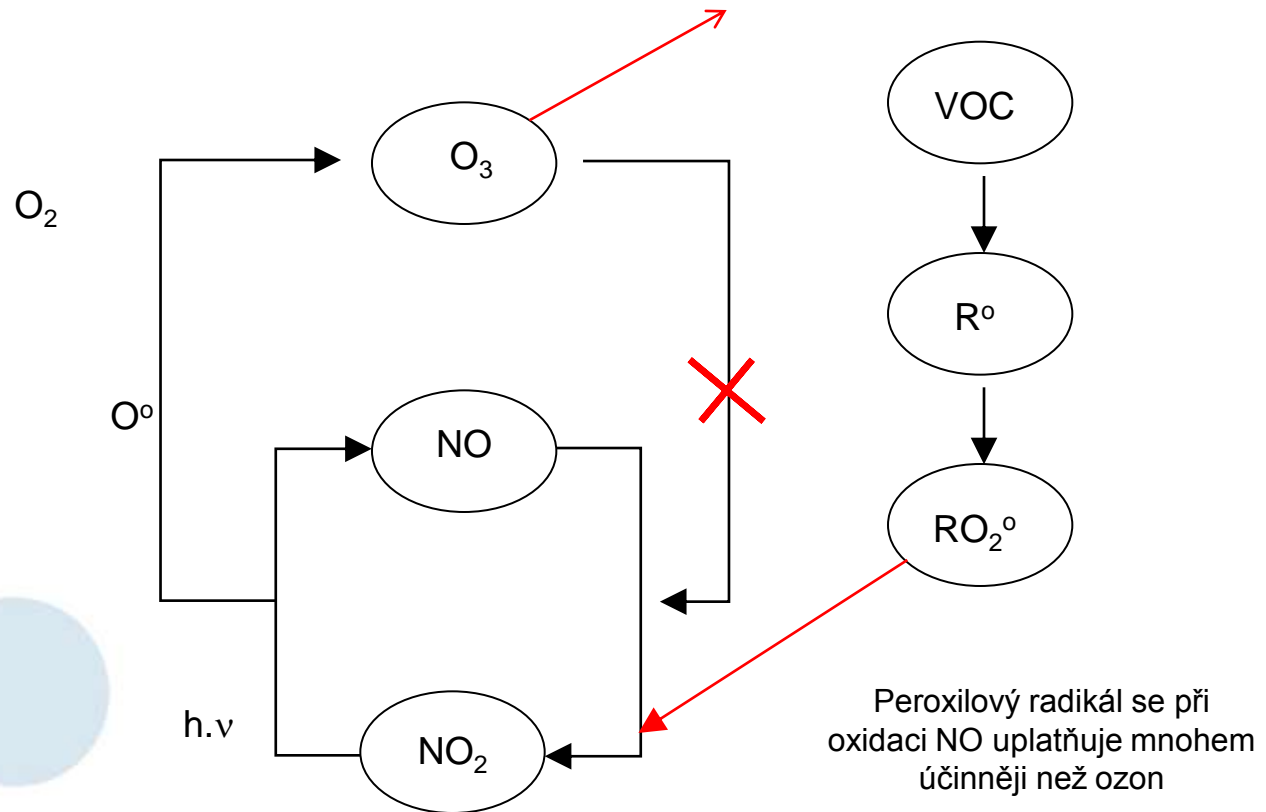 VOC
O₃
O₂
Rº
Oº
NO
RO₂º
h.ν
NO₂
Peroxilový radikál se při
oxidaci NO uplatňuje mnohem
účinněji než ozon